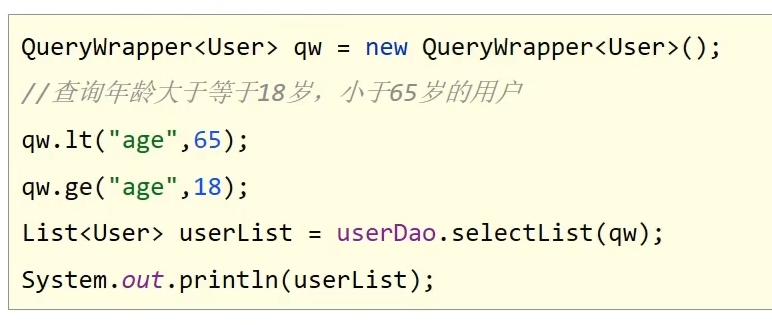 QueryWrapper<User> qw = new QueryWrapper<User>();
//查询年龄大于等于18岁，小于65岁的用户
qw.lt("age",65);
qw.ge("age",18);
List<User> userList = userDao.selectList(qw);
System.out.println(userList);